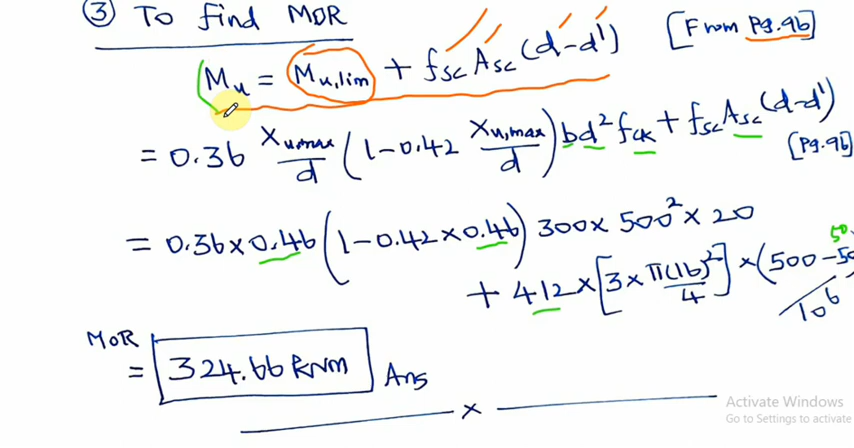 ③ To find MOR
Mu = Mu,lim + fsc Asc (d-d') [From Pg.96]
= 0.36 xu,max/d (1-0.42 xu,max/d) bd² fck + fsc Asc (d-d') [Pg.96]
= 0.36 × 0.46 (1-0.42 × 0.46) 300 × 500² × 20
+ 412 × [3 × π(16)²/4] × (500-50
50
10⁶
MOR
= 324.66 kNm Ans
×
Activate Windows
Go to Settings to activate